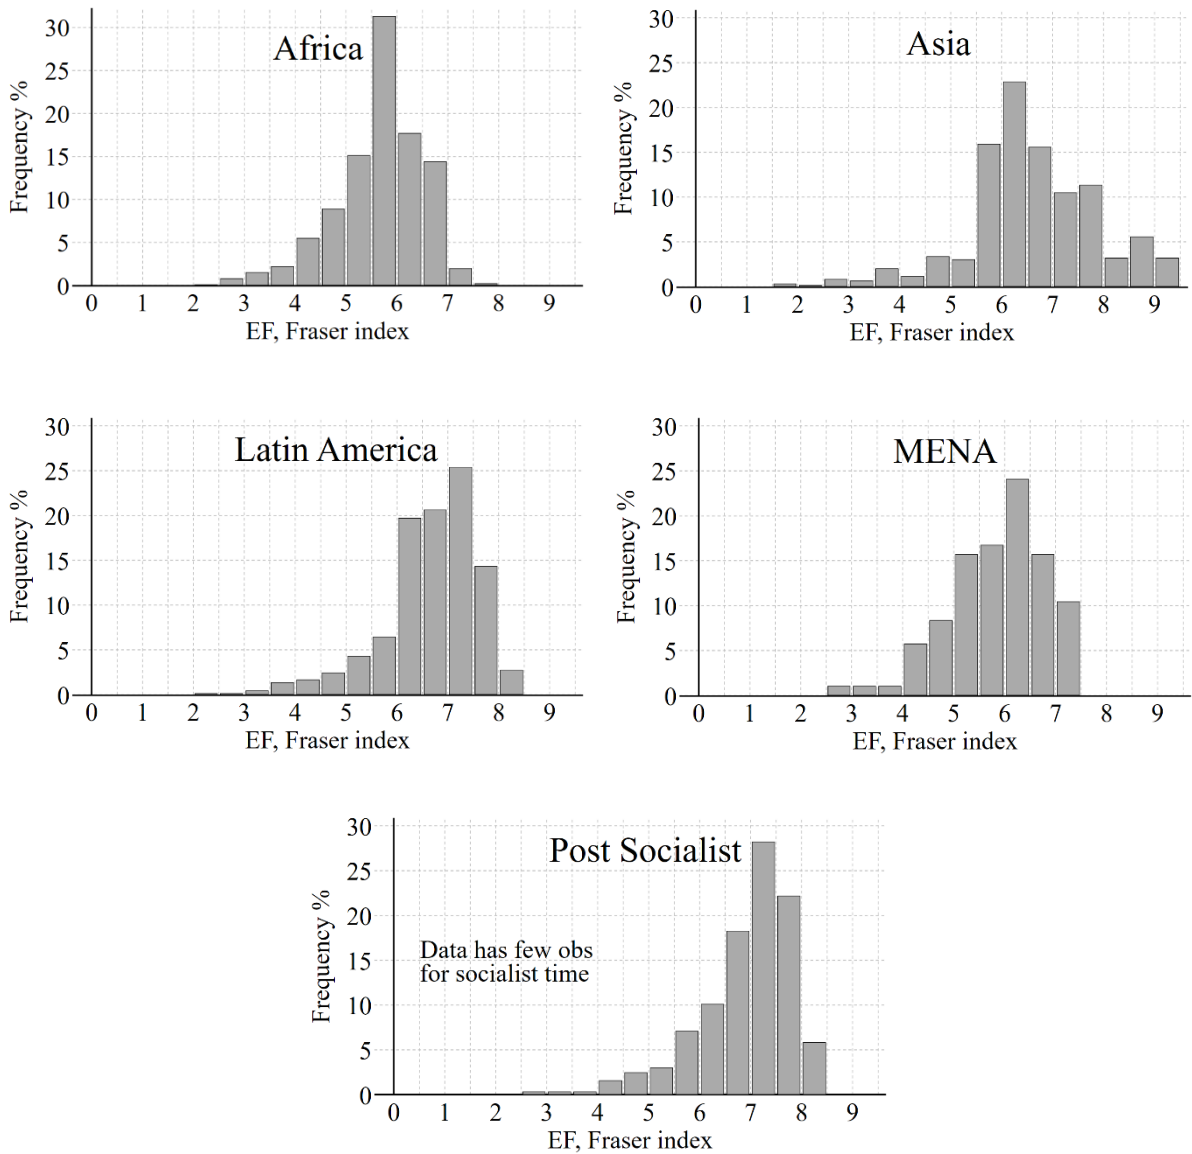 Africa
Frequency %
30
25
20
15
10
5
0
0 1 2 3 4 5 6 7 8 9
EF, Fraser index
Asia
Frequency %
30
25
20
15
10
5
0
0 1 2 3 4 5 6 7 8 9
EF, Fraser index
Latin America
Frequency %
30
25
20
15
10
5
0
0 1 2 3 4 5 6 7 8 9
EF, Fraser index
MENA
Frequency %
30
25
20
15
10
5
0
0 1 2 3 4 5 6 7 8 9
EF, Fraser index
Post Socialist
Frequency %
30
25
20
15
10
5
0
Data has few obs
for socialist time
0 1 2 3 4 5 6 7 8 9
EF, Fraser index